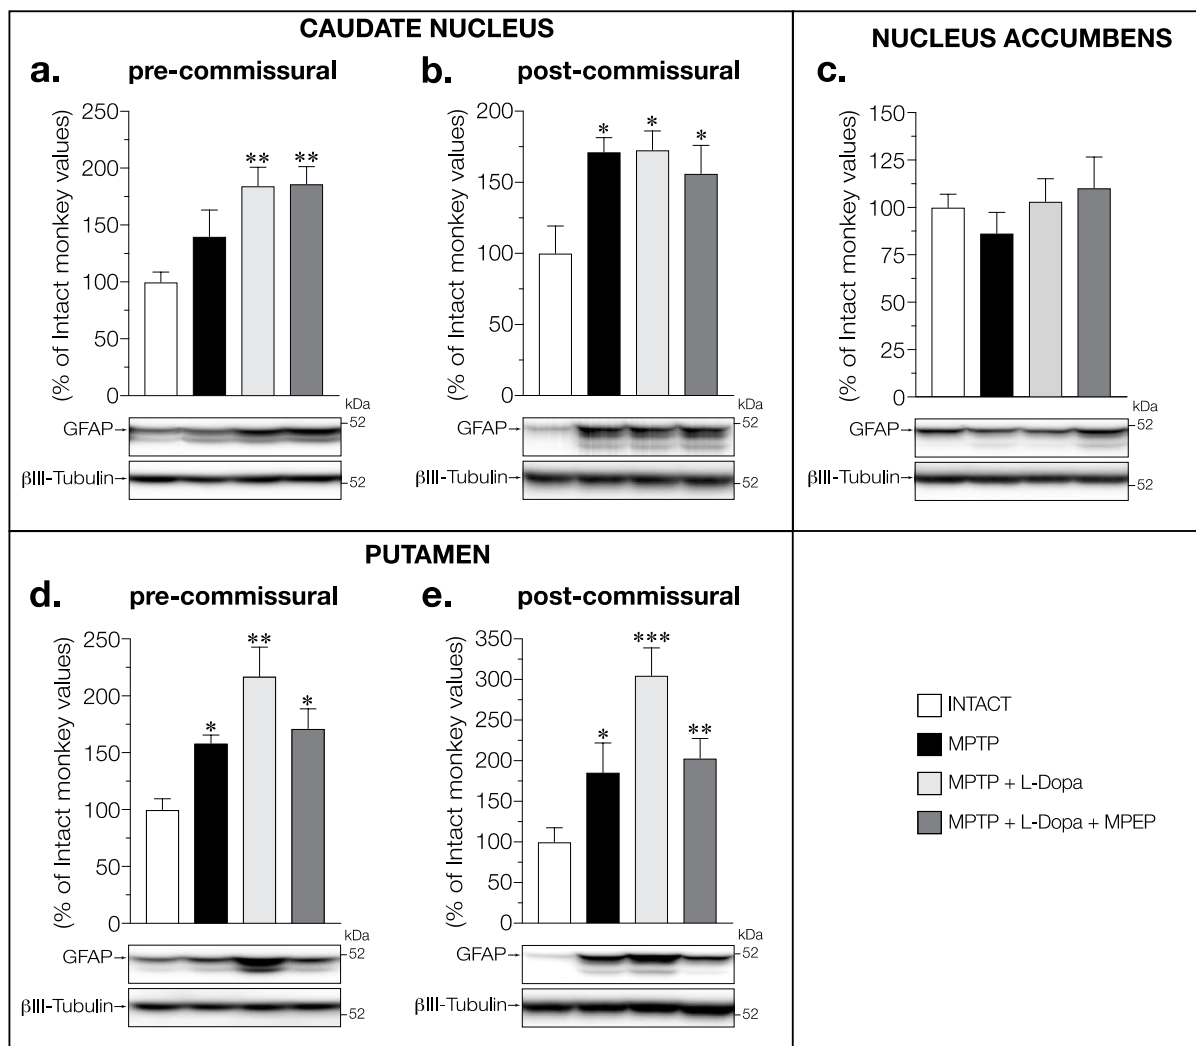 CAUDATE NUCLEUS
a. pre-commissural
(% of Intact monkey values)
250
200
150
100
50
0
** **
kDa
GFAP→
52
βIII-Tubulin→
52
b. post-commissural
(% of Intact monkey values)
200
150
100
50
0
* * *
kDa
GFAP→
52
βIII-Tubulin→
52
NUCLEUS ACCUMBENS
c.
(% of Intact monkey values)
150
125
100
75
50
25
0
kDa
GFAP→
52
βIII-Tubulin→
52
PUTAMEN
d. pre-commissural
(% of Intact monkey values)
250
200
150
100
50
0
* ** *
kDa
GFAP→
52
βIII-Tubulin→
52
e. post-commissural
(% of Intact monkey values)
350
300
250
200
150
100
50
0
* *** **
kDa
GFAP→
52
βIII-Tubulin→
52
INTACT
MPTP
MPTP + L-Dopa
MPTP + L-Dopa + MPEP